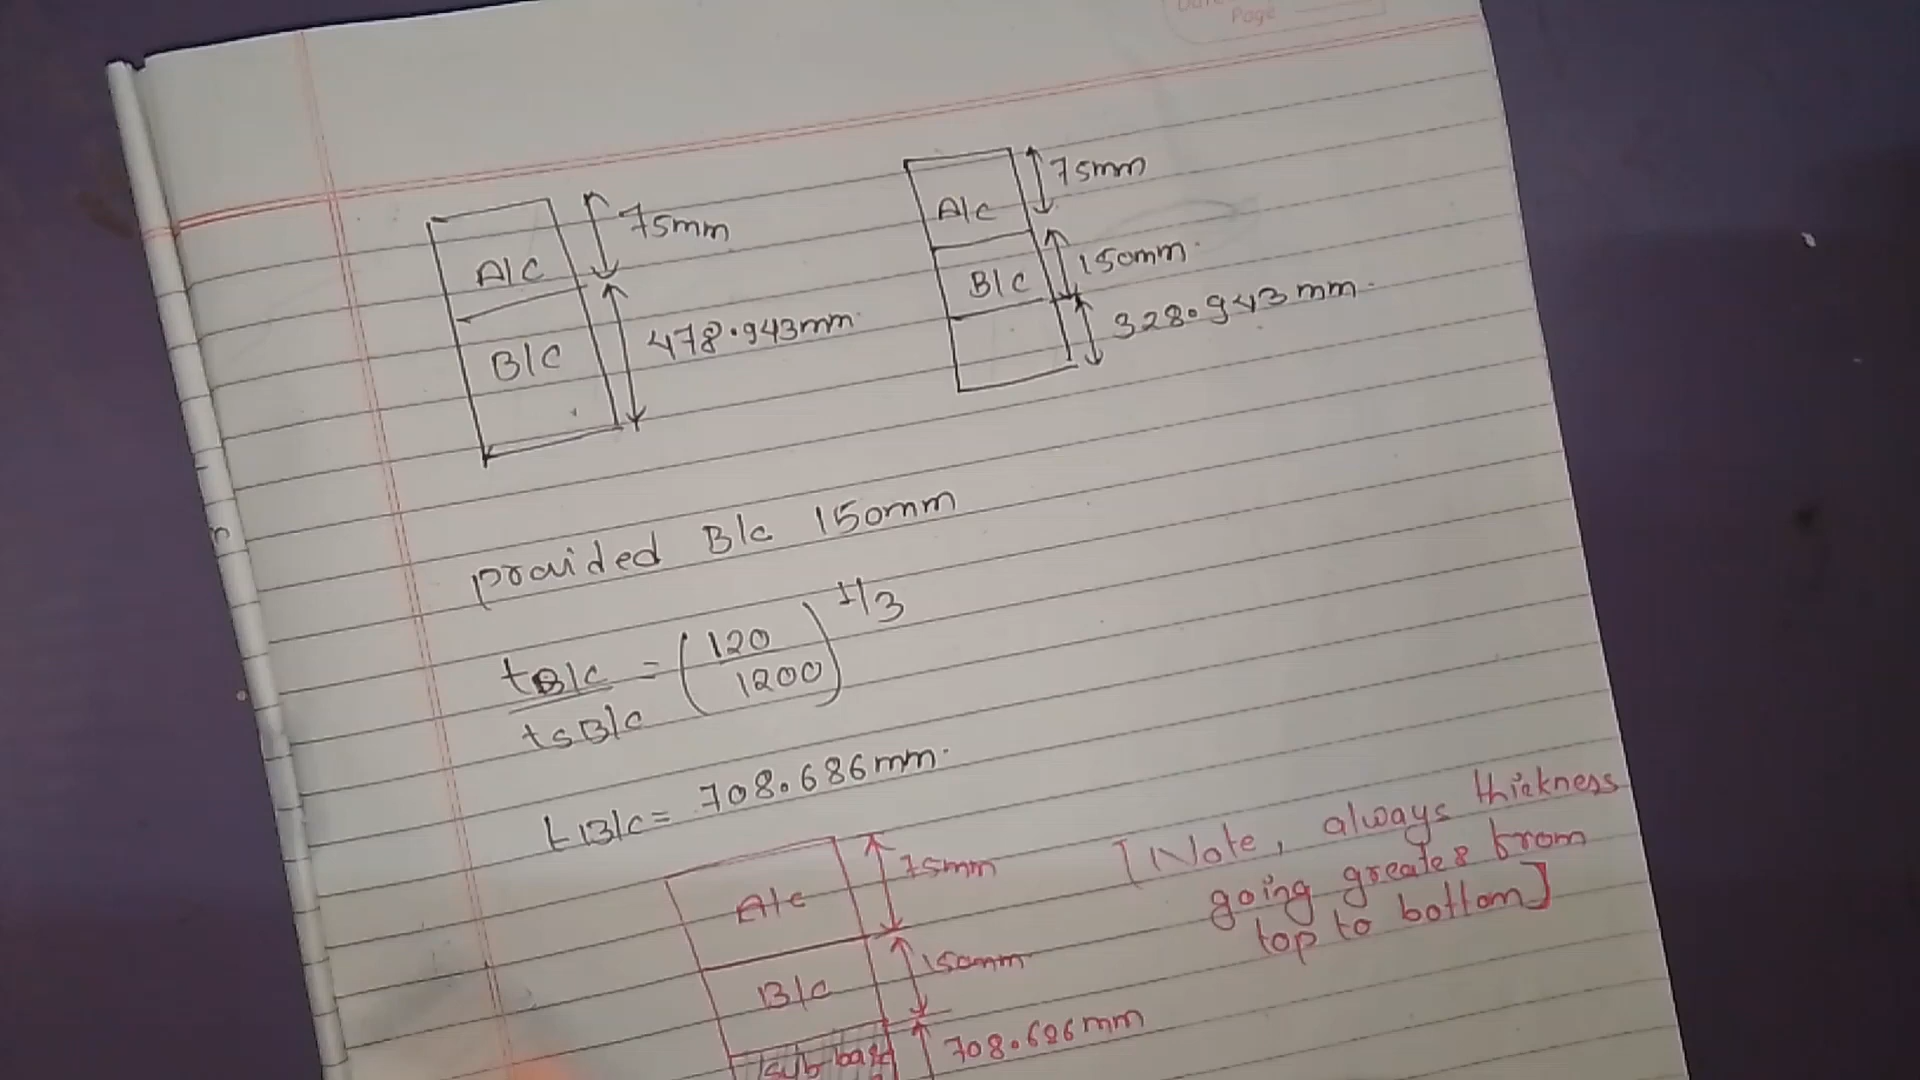 Page
A/C
75mm
B/C
478.943mm
A/C
75mm
B/C
150mm
328.943mm
provided B/c 150mm
tB/C / tSB/C = (120/1200)^1/3
tB/C = 708.686mm
A/C
75mm
B/C
150mm
sub base
708.686mm
[Note, always thickness
going greater from
top to bottom]